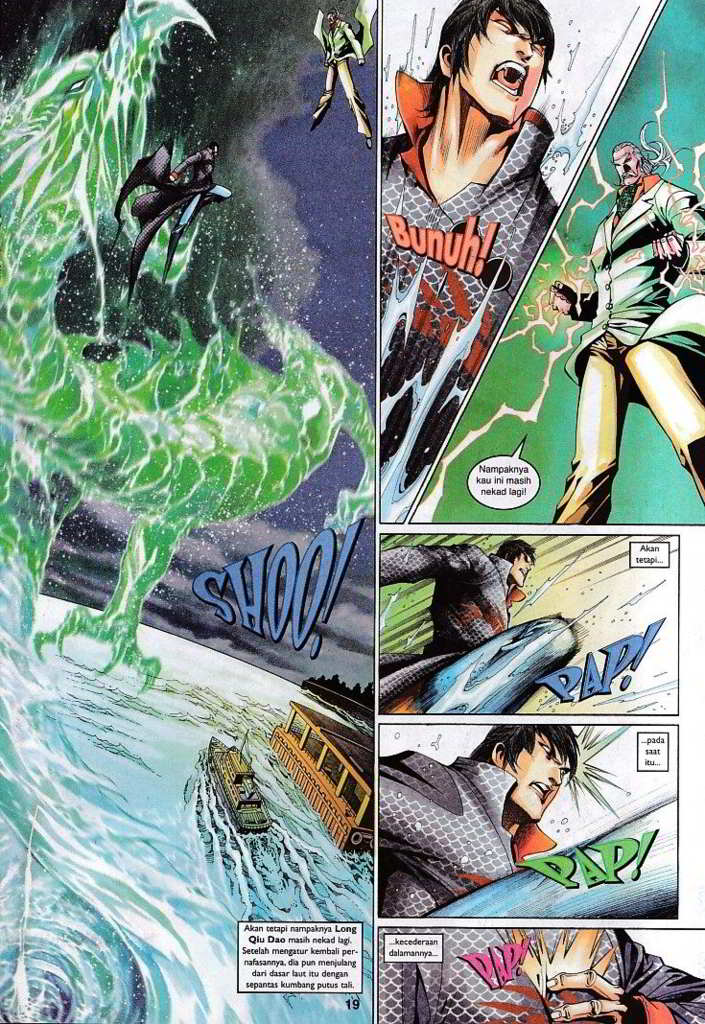 SHOO!
Akan tetapi nampaknya Long
Qiu Dao masih nekad lagi.
Setelah mengatur kembali per-
nafasannya, dia pun menjulang
dari dasar laut itu dengan
sepantas kumbang putus tali.
19
Bunuh!
Nampaknya
kau ini masih
nekad lagi!
Akan
tetapi...
PAP!
...pada
saat
itu...
PAP!
...kecederaan
dalamannya...
PAP!